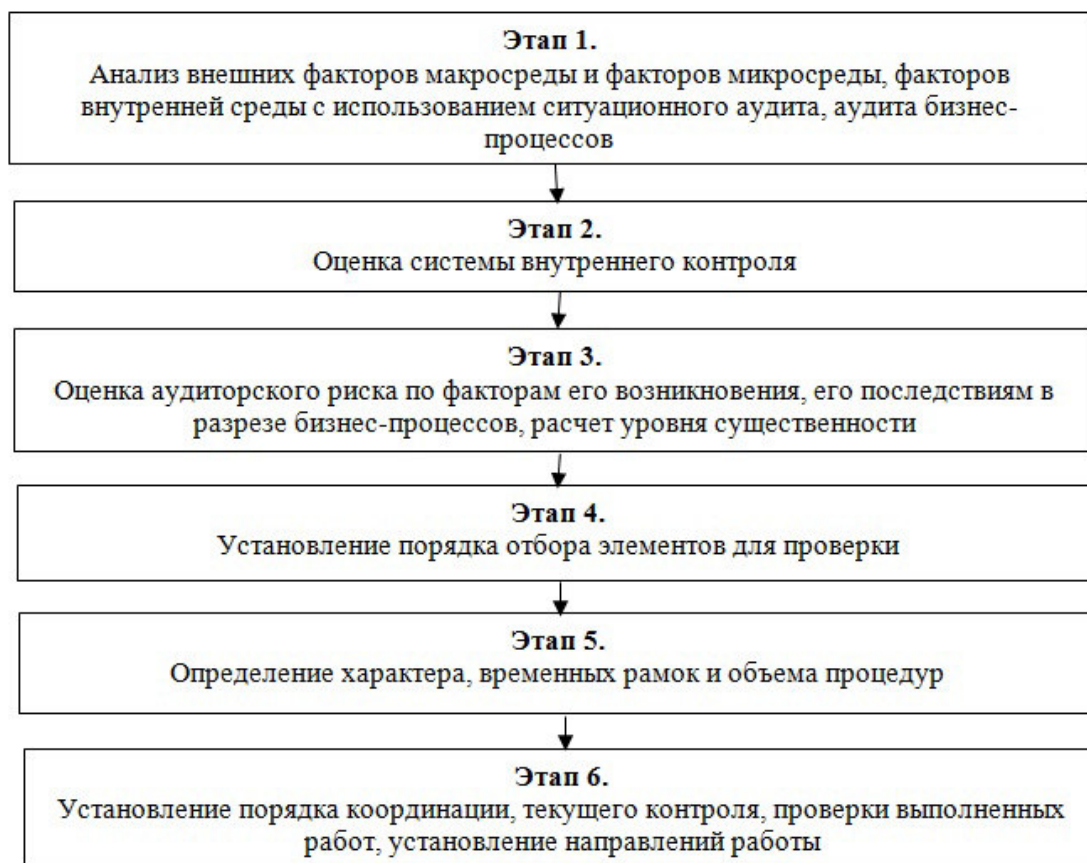 Этап 1.
Анализ внешних факторов макросреды и факторов микросреды, факторов
внутренней среды с использованием ситуационного аудита, аудита бизнес-
процессов
Этап 2.
Оценка системы внутреннего контроля
Этап 3.
Оценка аудиторского риска по факторам его возникновения, его последствиям в
разрезе бизнес-процессов, расчет уровня существенности
Этап 4.
Установление порядка отбора элементов для проверки
Этап 5.
Определение характера, временных рамок и объема процедур
Этап 6.
Установление порядка координации, текущего контроля, проверки выполненных
работ, установление направлений работы